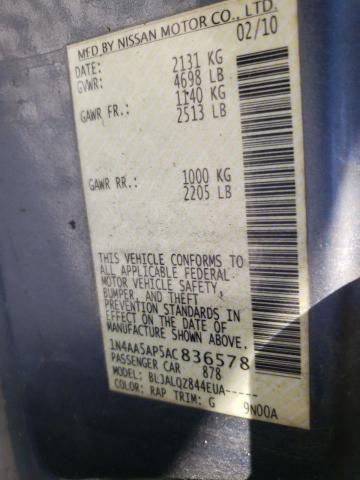 MFD.BY NISSAN MOTOR CO., LTD.
DATE: 02/10
GVWR: 2131 KG
4698 LB
GAWR FR.: 1140 KG
2513 LB
GAWR RR.: 1000 KG
2205 LB
THIS VEHICLE CONFORMS TO
ALL APPLICABLE FEDERAL
MOTOR VEHICLE SAFETY,
BUMPER, AND THEFT
PREVENTION STANDARDS IN
EFFECT ON THE DATE OF
MANUFACTURE SHOWN ABOVE.
1N4AA5AP5AC836578
PASSENGER CAR 878
MODEL: BLJALQZ844EUA-----
COLOR: RAP TRIM: G 9N00A